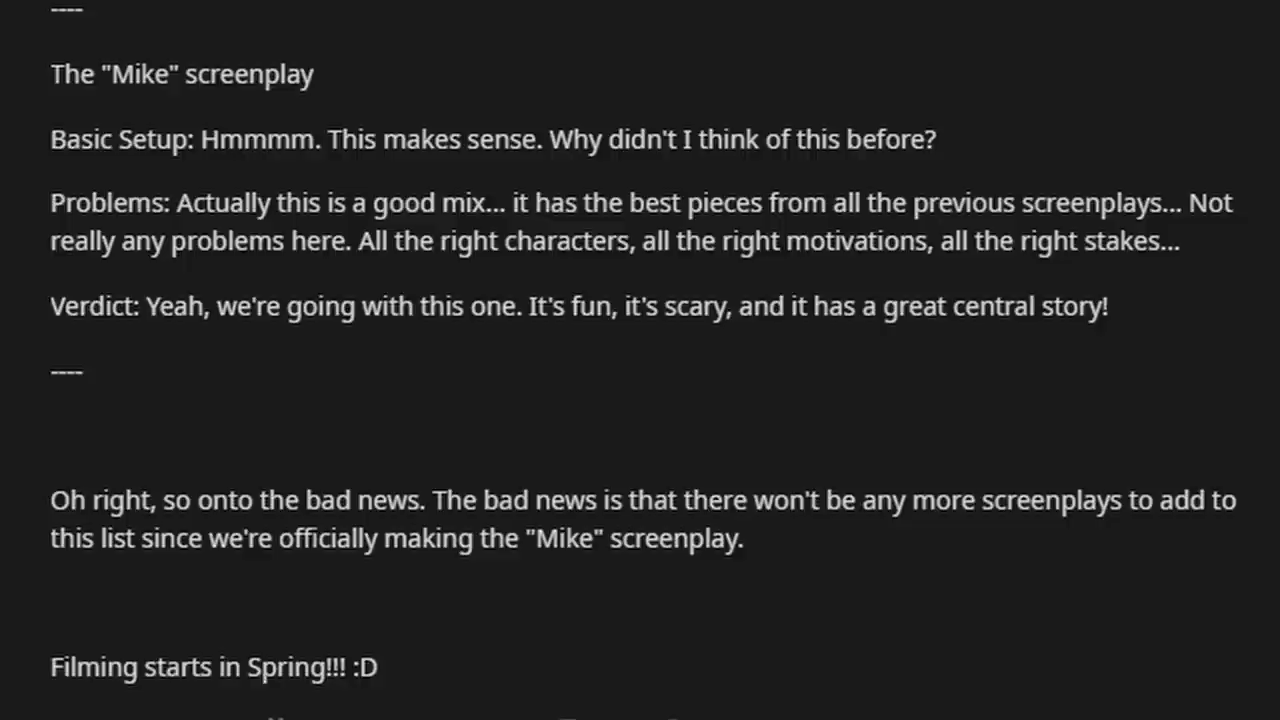 ----
The "Mike" screenplay
Basic Setup: Hmmmm. This makes sense. Why didn't I think of this before?
Problems: Actually this is a good mix... it has the best pieces from all the previous screenplays... Not
really any problems here. All the right characters, all the right motivations, all the right stakes...
Verdict: Yeah, we're going with this one. It's fun, it's scary, and it has a great central story!
----
Oh right, so onto the bad news. The bad news is that there won't be any more screenplays to add to
this list since we're officially making the "Mike" screenplay.
Filming starts in Spring!!! :D